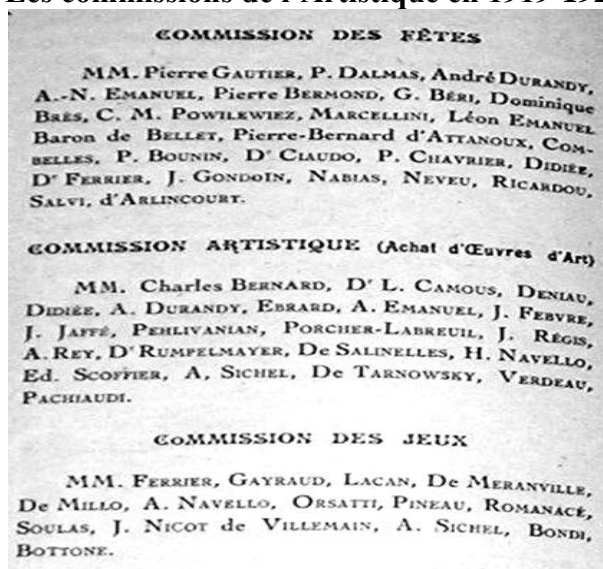 Les commissions de l'Artistique en 1919-192
COMMISSION DES FÊTES
MM. Pierre GAUTIER, P. DALMAS, André DURANDY,
A.-N. EMANUEL, Pierre BERMOND, G. BÉRI, Dominique
BRÈS, C. M. POWILEWIEZ, MARCELLINI, Léon EMANUEL
Baron de BELLET, Pierre-Bernard d'ATTANOUX, COM-
BELLES, P. BOUNIN, Dr CLAUDO, P. CHAVRIER, DIDIÉE,
Dr FERRIER, J. GONDOIN, NABIAS, NEVEU, RICARDOU,
SALVI, d'ARLINCOURT.
COMMISSION ARTISTIQUE (Achat d'Œuvres d'Art)
MM. Charles BERNARD, Dr L. CAMOUS, DENIAU,
DIDIÉE, A. DURANDY, EBRARD, A. EMANUEL, J. FEBVRE,
J. JAFFÉ, PEHLIVANIAN, PORCHER-LABREUIL, J. RÉGIS,
A. REY, Dr RUMPELMAYER, De SALINELLES, H. NAVELLO,
Ed. SCOFFIER, A, SICHEL, De TARNOWSKY, VERDEAU,
PACHIAUDI.
COMMISSION DES JEUX
MM. FERRIER, GAYRAUD, LACAN, De MERANVILLE,
De MILLO, A. NAVELLO, ORSATTI, PINEAU, ROMANACÉ,
SOULAS, J. NICOT de VILLEMAIN, A. SICHEL, BONDI,
BOTTONE.